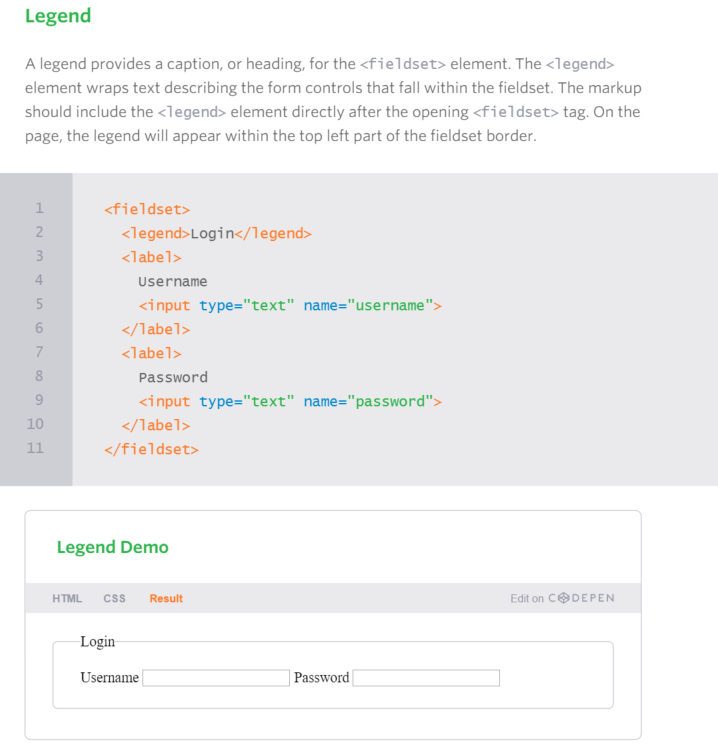 Legend
A legend provides a caption, or heading, for the <fieldset> element. The <legend>
element wraps text describing the form controls that fall within the fieldset. The markup
should include the <legend> element directly after the opening <fieldset> tag. On the
page, the legend will appear within the top left part of the fieldset border.
1 <fieldset>
2 <legend>Login</legend>
3 <label>
4 Username
5 <input type="text" name="username">
6 </label>
7 <label>
8 Password
9 <input type="text" name="password">
10 </label>
11 </fieldset>
Legend Demo
HTML CSS Result Edit on CODEPEN
Login
Username Password